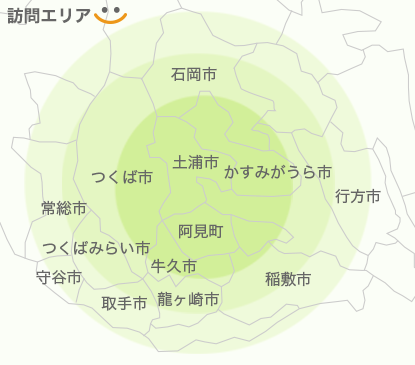 訪問エリア
石岡市
土浦市
かすみがうら市
つくば市
行方市
常総市
阿見町
つくばみらい市
牛久市
守谷市
稲敷市
龍ヶ崎市
取手市